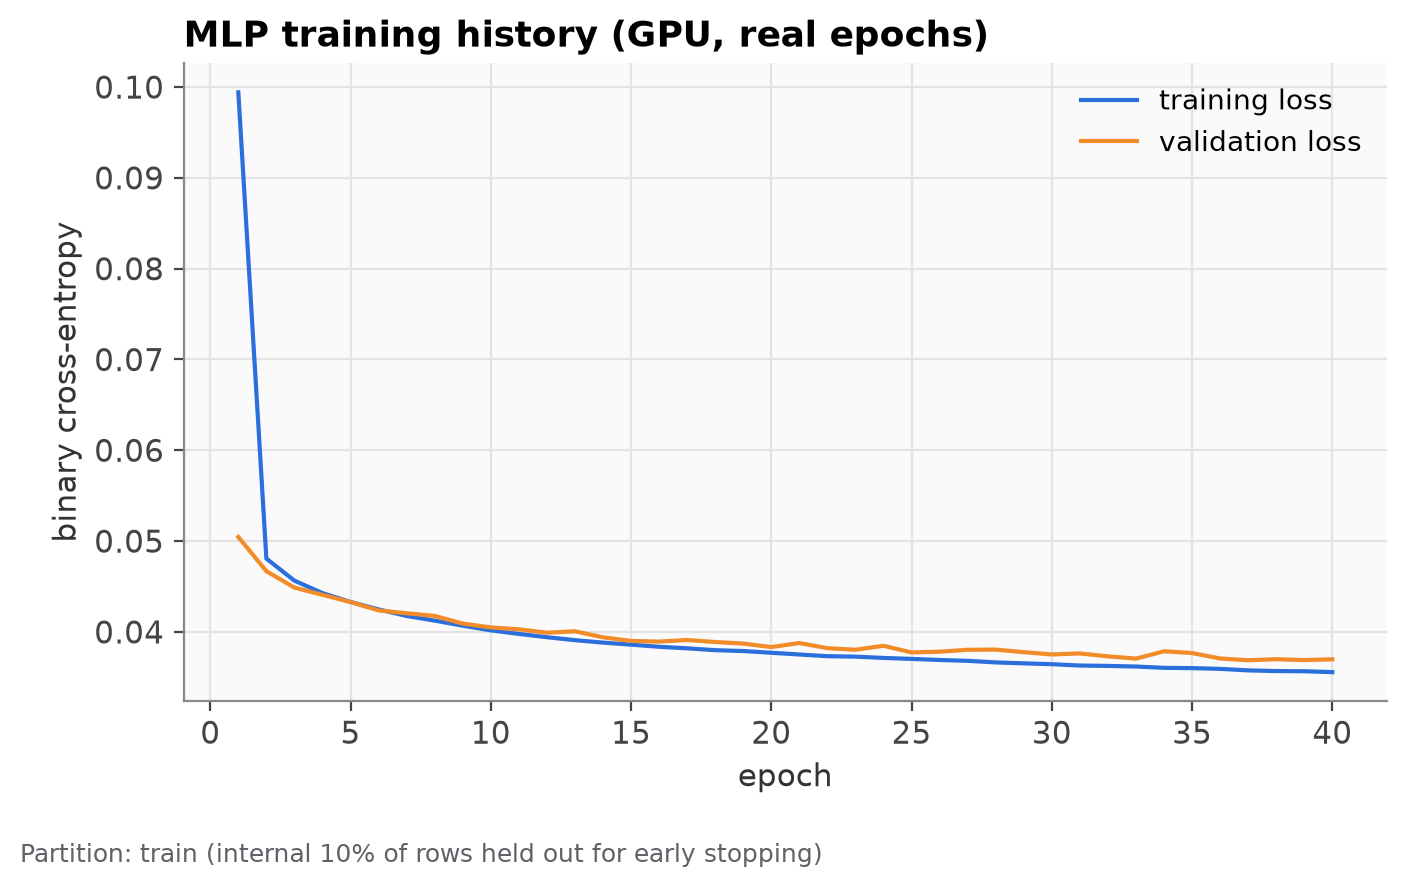 MLP training history (GPU, real epochs)
training loss
validation loss
binary cross-entropy
0.10
0.09
0.08
0.07
0.06
0.05
0.04
0 5 10 15 20 25 30 35 40
epoch
Partition: train (internal 10% of rows held out for early stopping)